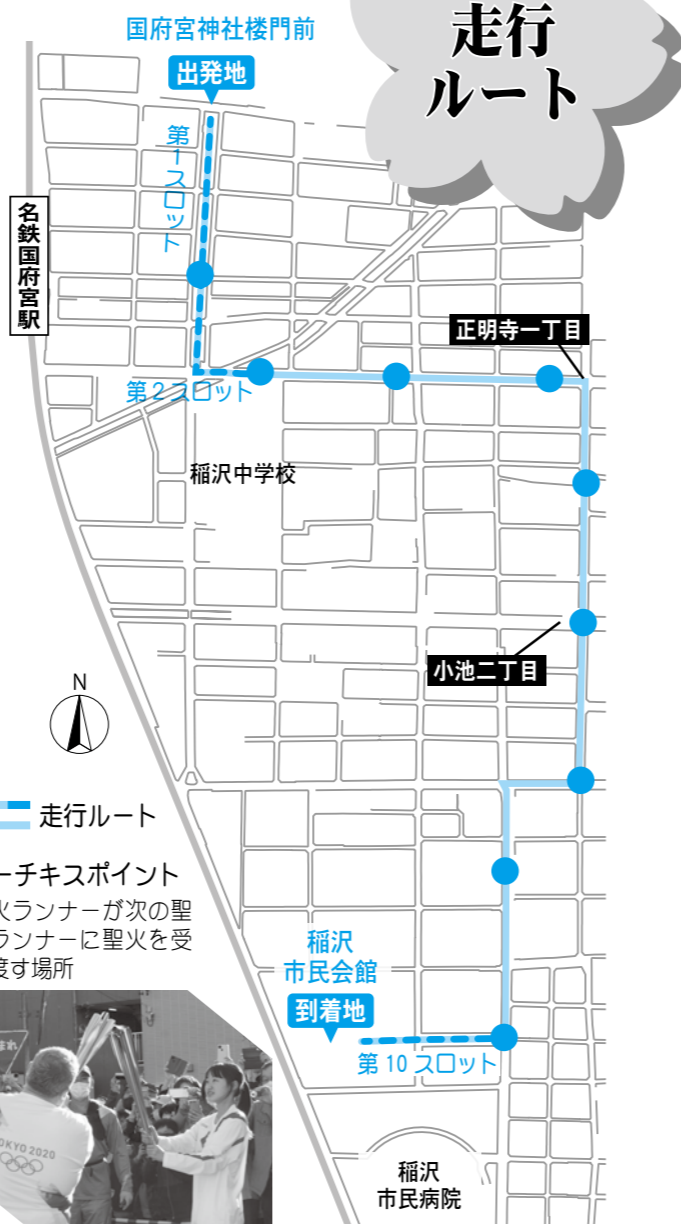 走行
ルート
国府宮神社楼門前
出発地
第1スロット
名鉄国府宮駅
正明寺一丁目
第2スロット
稲沢中学校
小池二丁目
N
走行ルート
ーチキスポイント
火ランナーが次の聖
ランナーに聖火を受
渡す場所
稲沢
市民会館
到着地
第10スロット
まれ
OKYO 2020
稲沢
市民病院